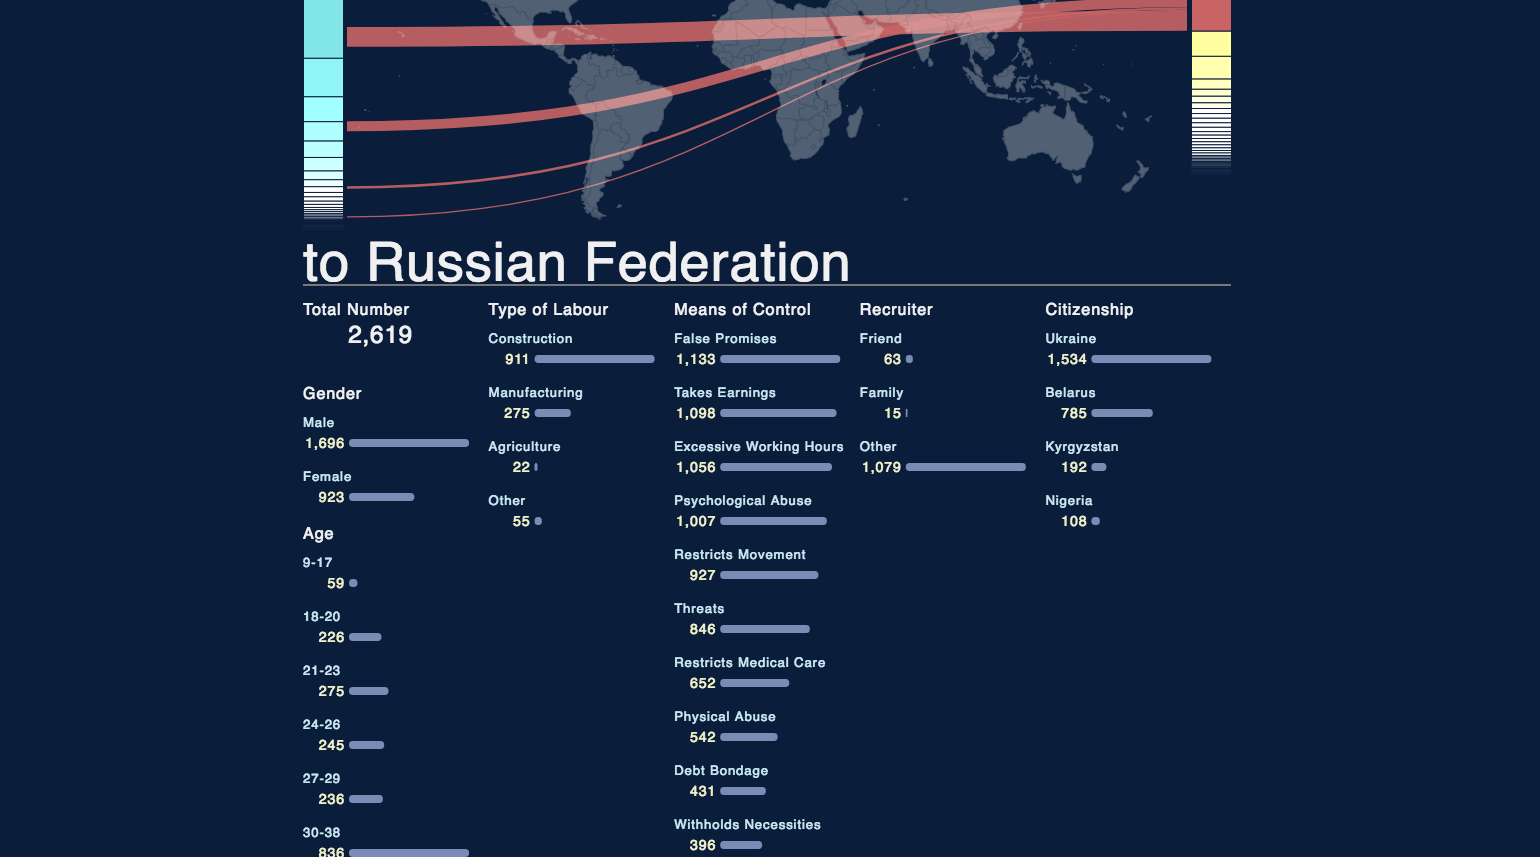 to Russian Federation
Total Number
2,619
Gender
Male
1,696
Female
923
Age
9-17
59
18-20
226
21-23
275
24-26
245
27-29
236
30-38
836
Type of Labour
Construction
911
Manufacturing
275
Agriculture
22
Other
55
Means of Control
False Promises
1,133
Takes Earnings
1,098
Excessive Working Hours
1,056
Psychological Abuse
1,007
Restricts Movement
927
Threats
846
Restricts Medical Care
652
Physical Abuse
542
Debt Bondage
431
Withholds Necessities
396
Recruiter
Friend
63
Family
15
Other
1,079
Citizenship
Ukraine
1,534
Belarus
785
Kyrgyzstan
192
Nigeria
108